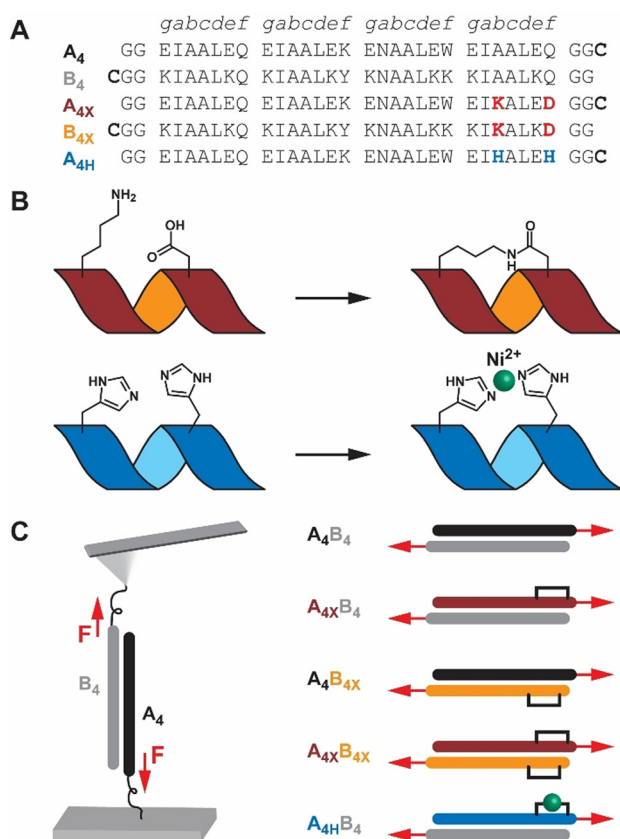 gabcdef gabcdef gabcdef gabcdef
A
A4 GG EIAALEQ EIAALEK ENAALEW EIAALEQ GGC
B4 CGG KIAALKQ KIAALKY KNAALKK KIAALKQ GG
A4X GG EIAALEQ EIAALEK ENAALEW EIKALED GGC
B4X CGG KIAALKQ KIAALKY KNAALKK KIKALKD GG
A4H GG EIAALEQ EIAALEK ENAALEW EIHALEH GGC
B
NH2
OH
O
O
N
H
Ni2+
HN
N
N
NH
HN
N
N
NH
C
F
B4
A4
F
A4B4
A4XB4
A4B4X
A4XB4X
A4HB4